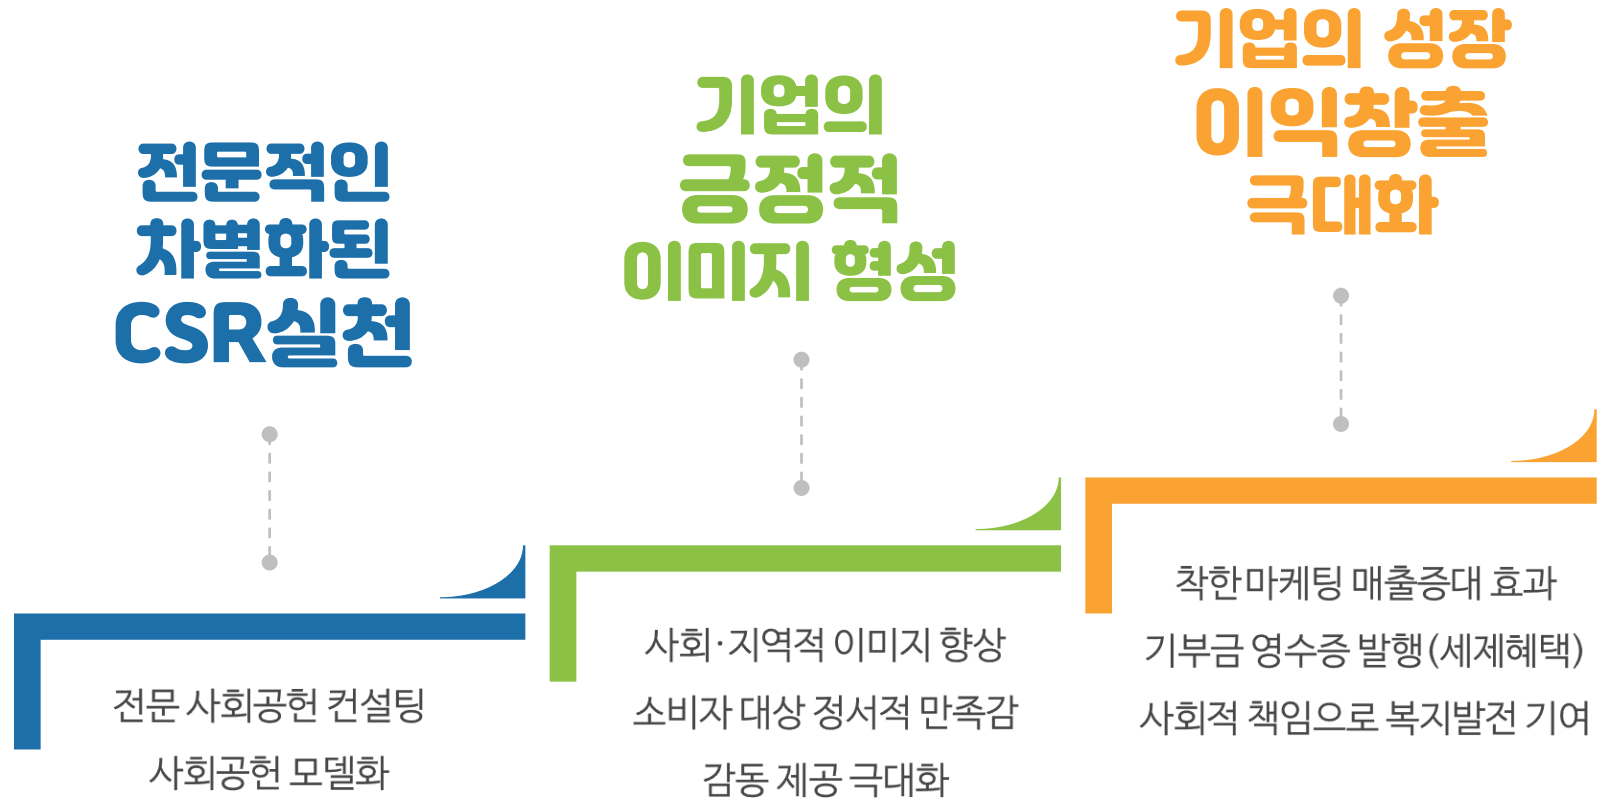 전문적인
차별화된
CSR실천
전문 사회공헌 컨설팅
사회공헌 모델화
기업의
긍정적
이미지 형성
사회·지역적 이미지 향상
소비자 대상 정서적 만족감
감동 제공 극대화
기업의 성장
이익창출
극대화
착한마케팅 매출증대 효과
기부금 영수증 발행(세제혜택)
사회적 책임으로 복지발전 기여